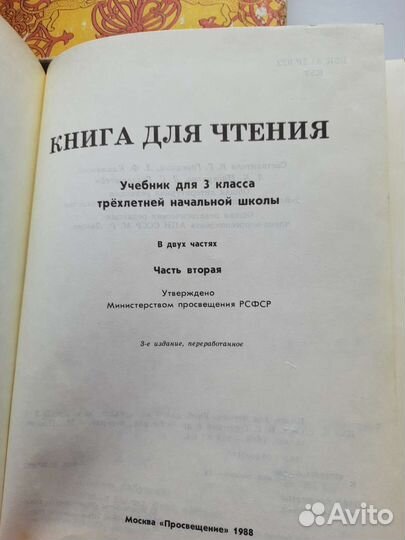 КНИГА ДЛЯ ЧТЕНИЯ
Учебник для 3 класса
трёхлетней начальной школы
В двух частях
Часть вторая
Утверждено
Министерством просвещения РСФСР
3-е издание, переработанное
Москва «Просвещение» 1988
Avito